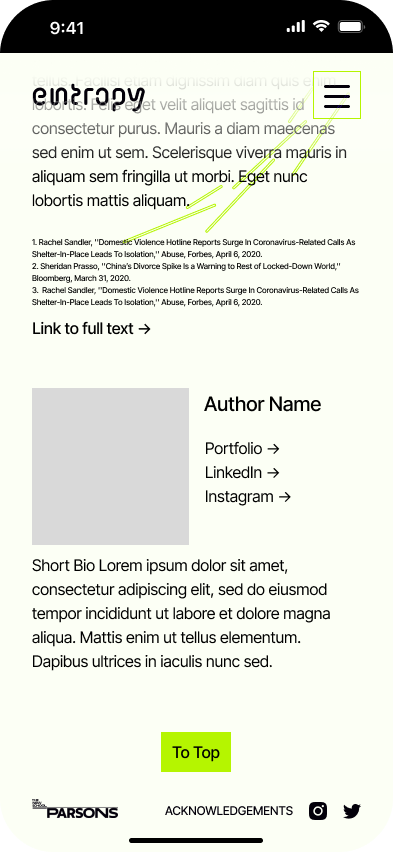 9:41
tellus. Facilisi etiam dignissim diam quis enim
entropy
lobortis. Felis eget velit aliquet sagittis id
consectetur purus. Mauris a diam maecenas
sed enim ut sem. Scelerisque viverra mauris in
aliquam sem fringilla ut morbi. Eget nunc
lobortis mattis aliquam.
1. Rachel Sandler, "Domestic Violence Hotline Reports Surge In Coronavirus-Related Calls As
Shelter-In-Place Leads To Isolation," Abuse, Forbes, April 6, 2020.
2. Sheridan Prasso, "China's Divorce Spike Is a Warning to Rest of Locked-Down World,"
Bloomberg, March 31, 2020.
3. Rachel Sandler, "Domestic Violence Hotline Reports Surge In Coronavirus-Related Calls As
Shelter-In-Place Leads To Isolation," Abuse, Forbes, April 6, 2020.
Link to full text →
Author Name
Portfolio →
LinkedIn →
Instagram →
Short Bio Lorem ipsum dolor sit amet,
consectetur adipiscing elit, sed do eiusmod
tempor incididunt ut labore et dolore magna
aliqua. Mattis enim ut tellus elementum.
Dapibus ultrices in iaculis nunc sed.
To Top
PARSONS
ACKNOWLEDGEMENTS